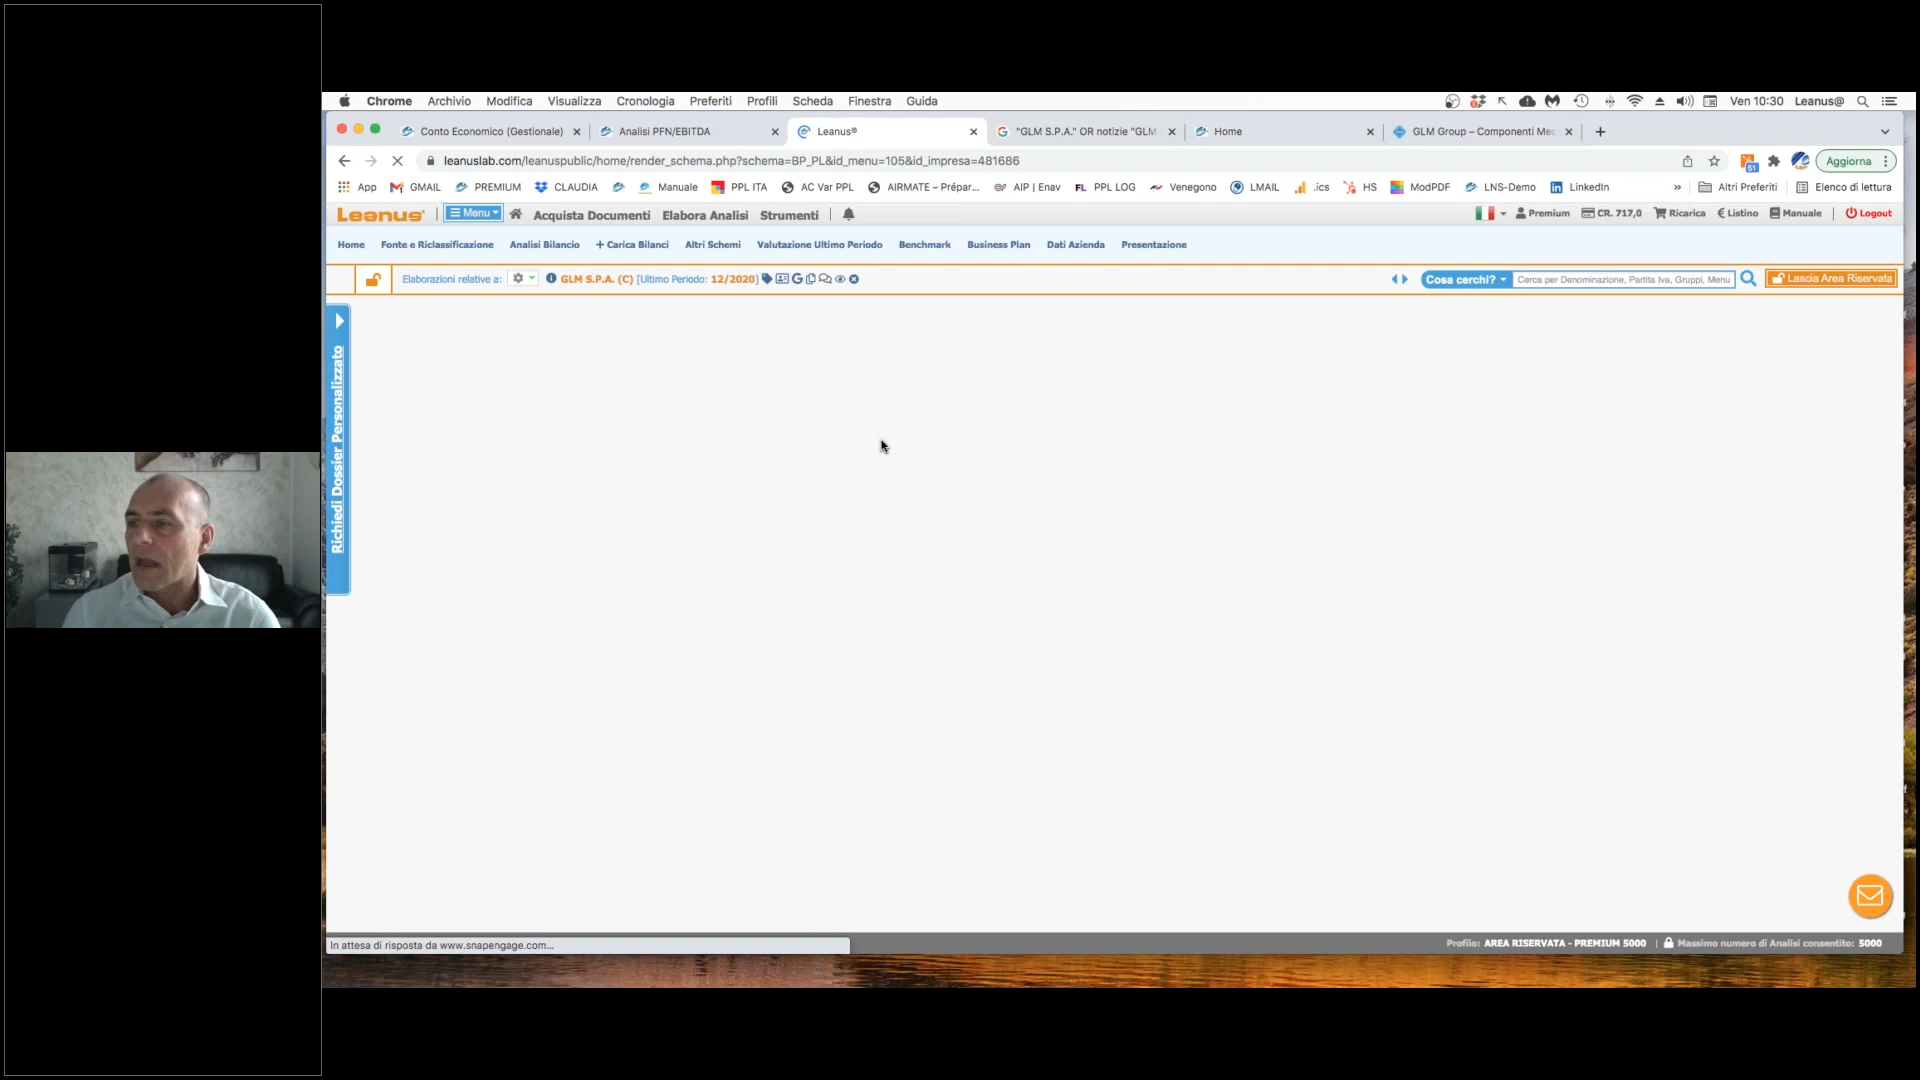 Chrome Archivio Modifica Visualizza Cronologia Preferiti Profili Scheda Finestra Guida Ven 10:30 Leanus@
Conto Economico (Gestionale) Analisi PFN/EBITDA Leanus® "GLM S.P.A." OR notizie "GLM Home GLM Group – Componenti Mec
leanuslab.com/leanuspublic/home/render_schema.php?schema=BP_PL&id_menu=105&id_impresa=481686 51 Aggiorna
App GMAIL PREMIUM CLAUDIA Manuale PPL ITA AC Var PPL AIRMATE – Prépar... AIP | Enav FL PPL LOG Venegono LMAIL .ics HS ModPDF LNS-Demo LinkedIn » Altri Preferiti Elenco di lettura
Leanus® Menu Acquista Documenti Elabora Analisi Strumenti Premium CR. 717,0 Ricarica € Listino Manuale Logout
Home Fonte e Riclassificazione Analisi Bilancio + Carica Bilanci Altri Schemi Valutazione Ultimo Periodo Benchmark Business Plan Dati Azienda Presentazione
Elaborazioni relative a: GLM S.P.A. (C) [Ultimo Periodo: 12/2020] Cosa cerchi? Cerca per Denominazione, Partita Iva, Gruppi, Menu Lascia Area Riservata
Richiedi Dossier Personalizzato
In attesa di risposta da www.snapengage.com...
Profilo: AREA RISERVATA - PREMIUM 5000 | Massimo numero di Analisi consentito: 5000